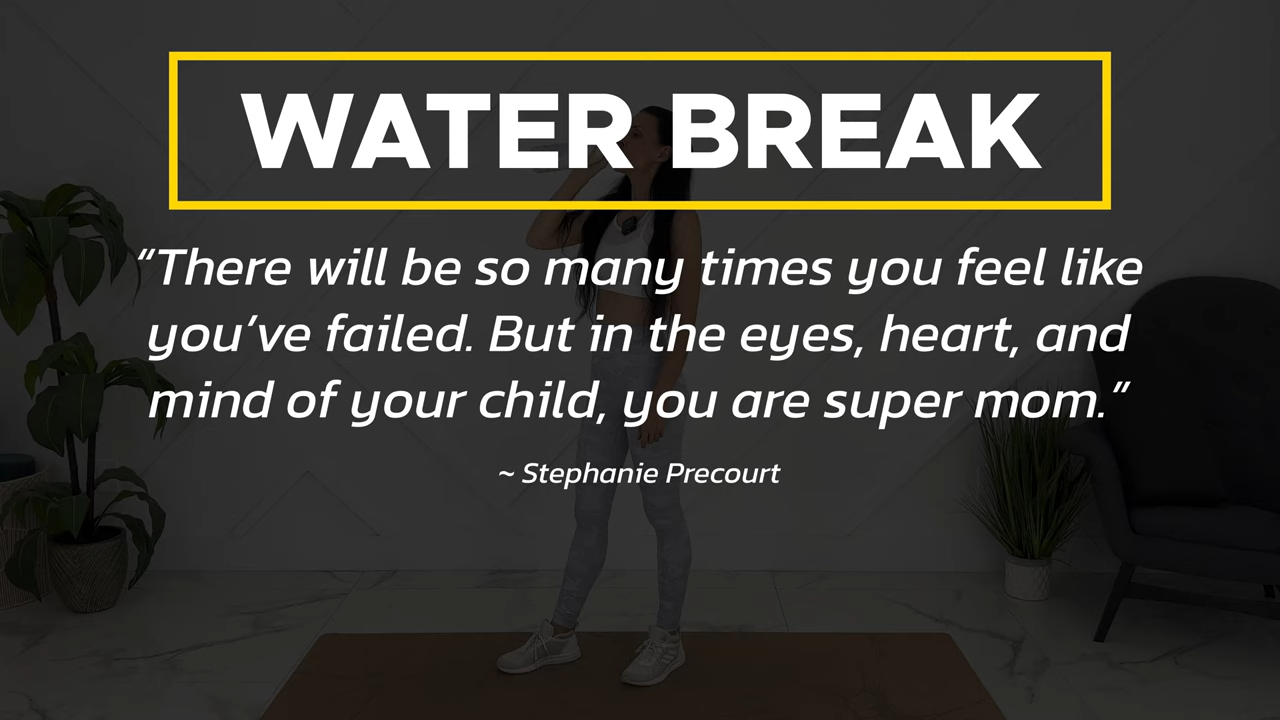 WATER BREAK
“There will be so many times you feel like
you’ve failed. But in the eyes, heart, and
mind of your child, you are super mom.”
~ Stephanie Precourt